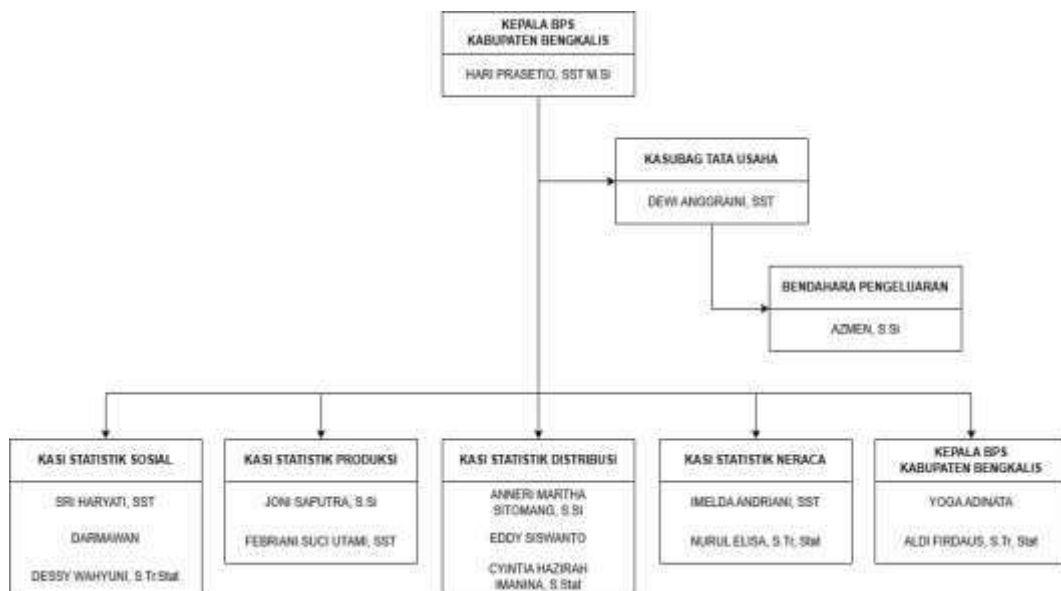 KEPALA BPS
KABUPATEN BENGKALIS
HARI PRASETIO, SST M.Si
KASUBAG TATA USAHA
DEWI ANGGRAINI, SST
BENDAHARA PENGELUARAN
AZMEN, S.Si
KASI STATISTIK SOSIAL
SRI HARYATI, SST
DARMAWAN
DESSY WAHYUNI, S.Tr.Stat
KASI STATISTIK PRODUKSI
JONI SAPUTRA, S.Si
FEBRIANI SUCI UTAMI, SST
KASI STATISTIK DISTRIBUSI
ANNERI MARTHA
SITOMANG, S.Si
EDDY SISWANTO
CYINTIA HAZIRAH
IMANINA, S.Stat
KASI STATISTIK NERACA
IMELDA ANDRIANI, SST
NURUL ELISA, S.Tr, Stat
KEPALA BPS
KABUPATEN BENGKALIS
YOGA ADINATA
ALDI FIRDAUS, S.Tr, Stat